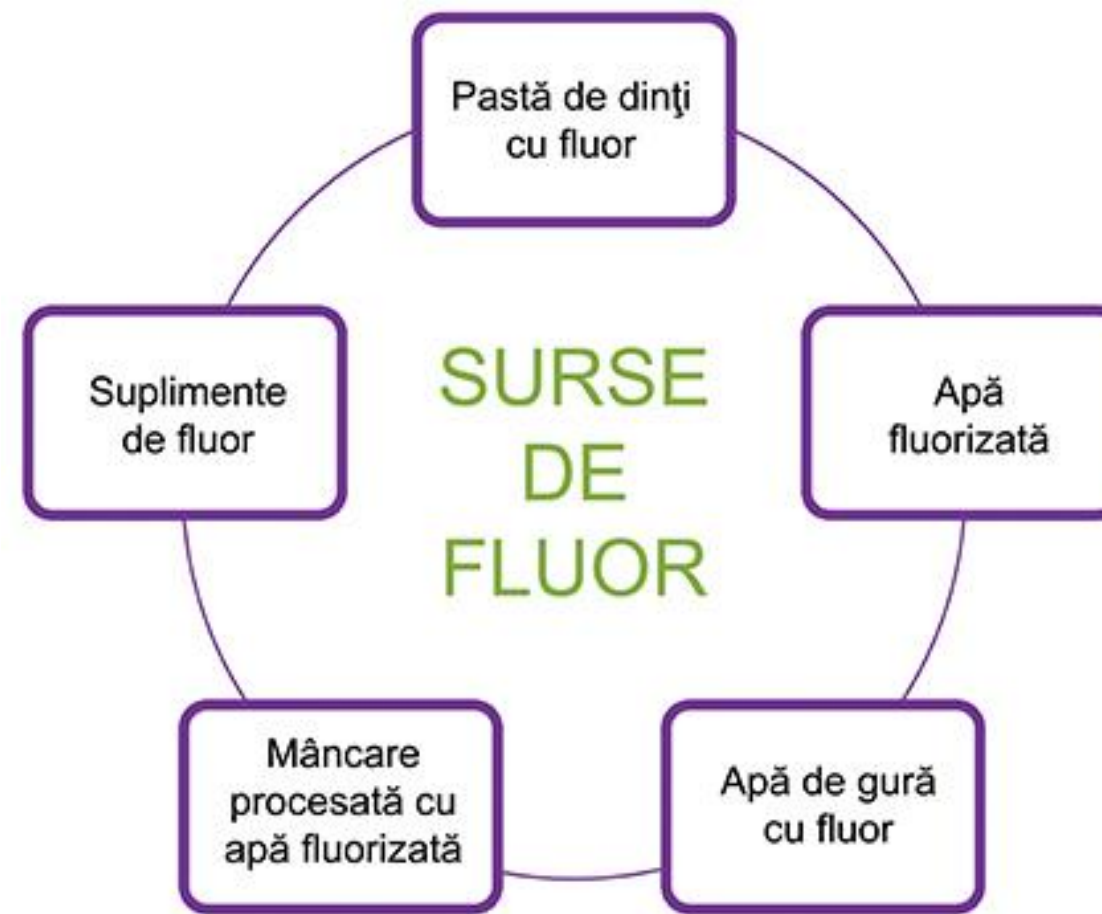 Pastă de dinţi
cu fluor
Suplimente
de fluor
SURSE
DE
FLUOR
Apă
fluorizată
Mâncare
procesată cu
apă fluorizată
Apă de gură
cu fluor